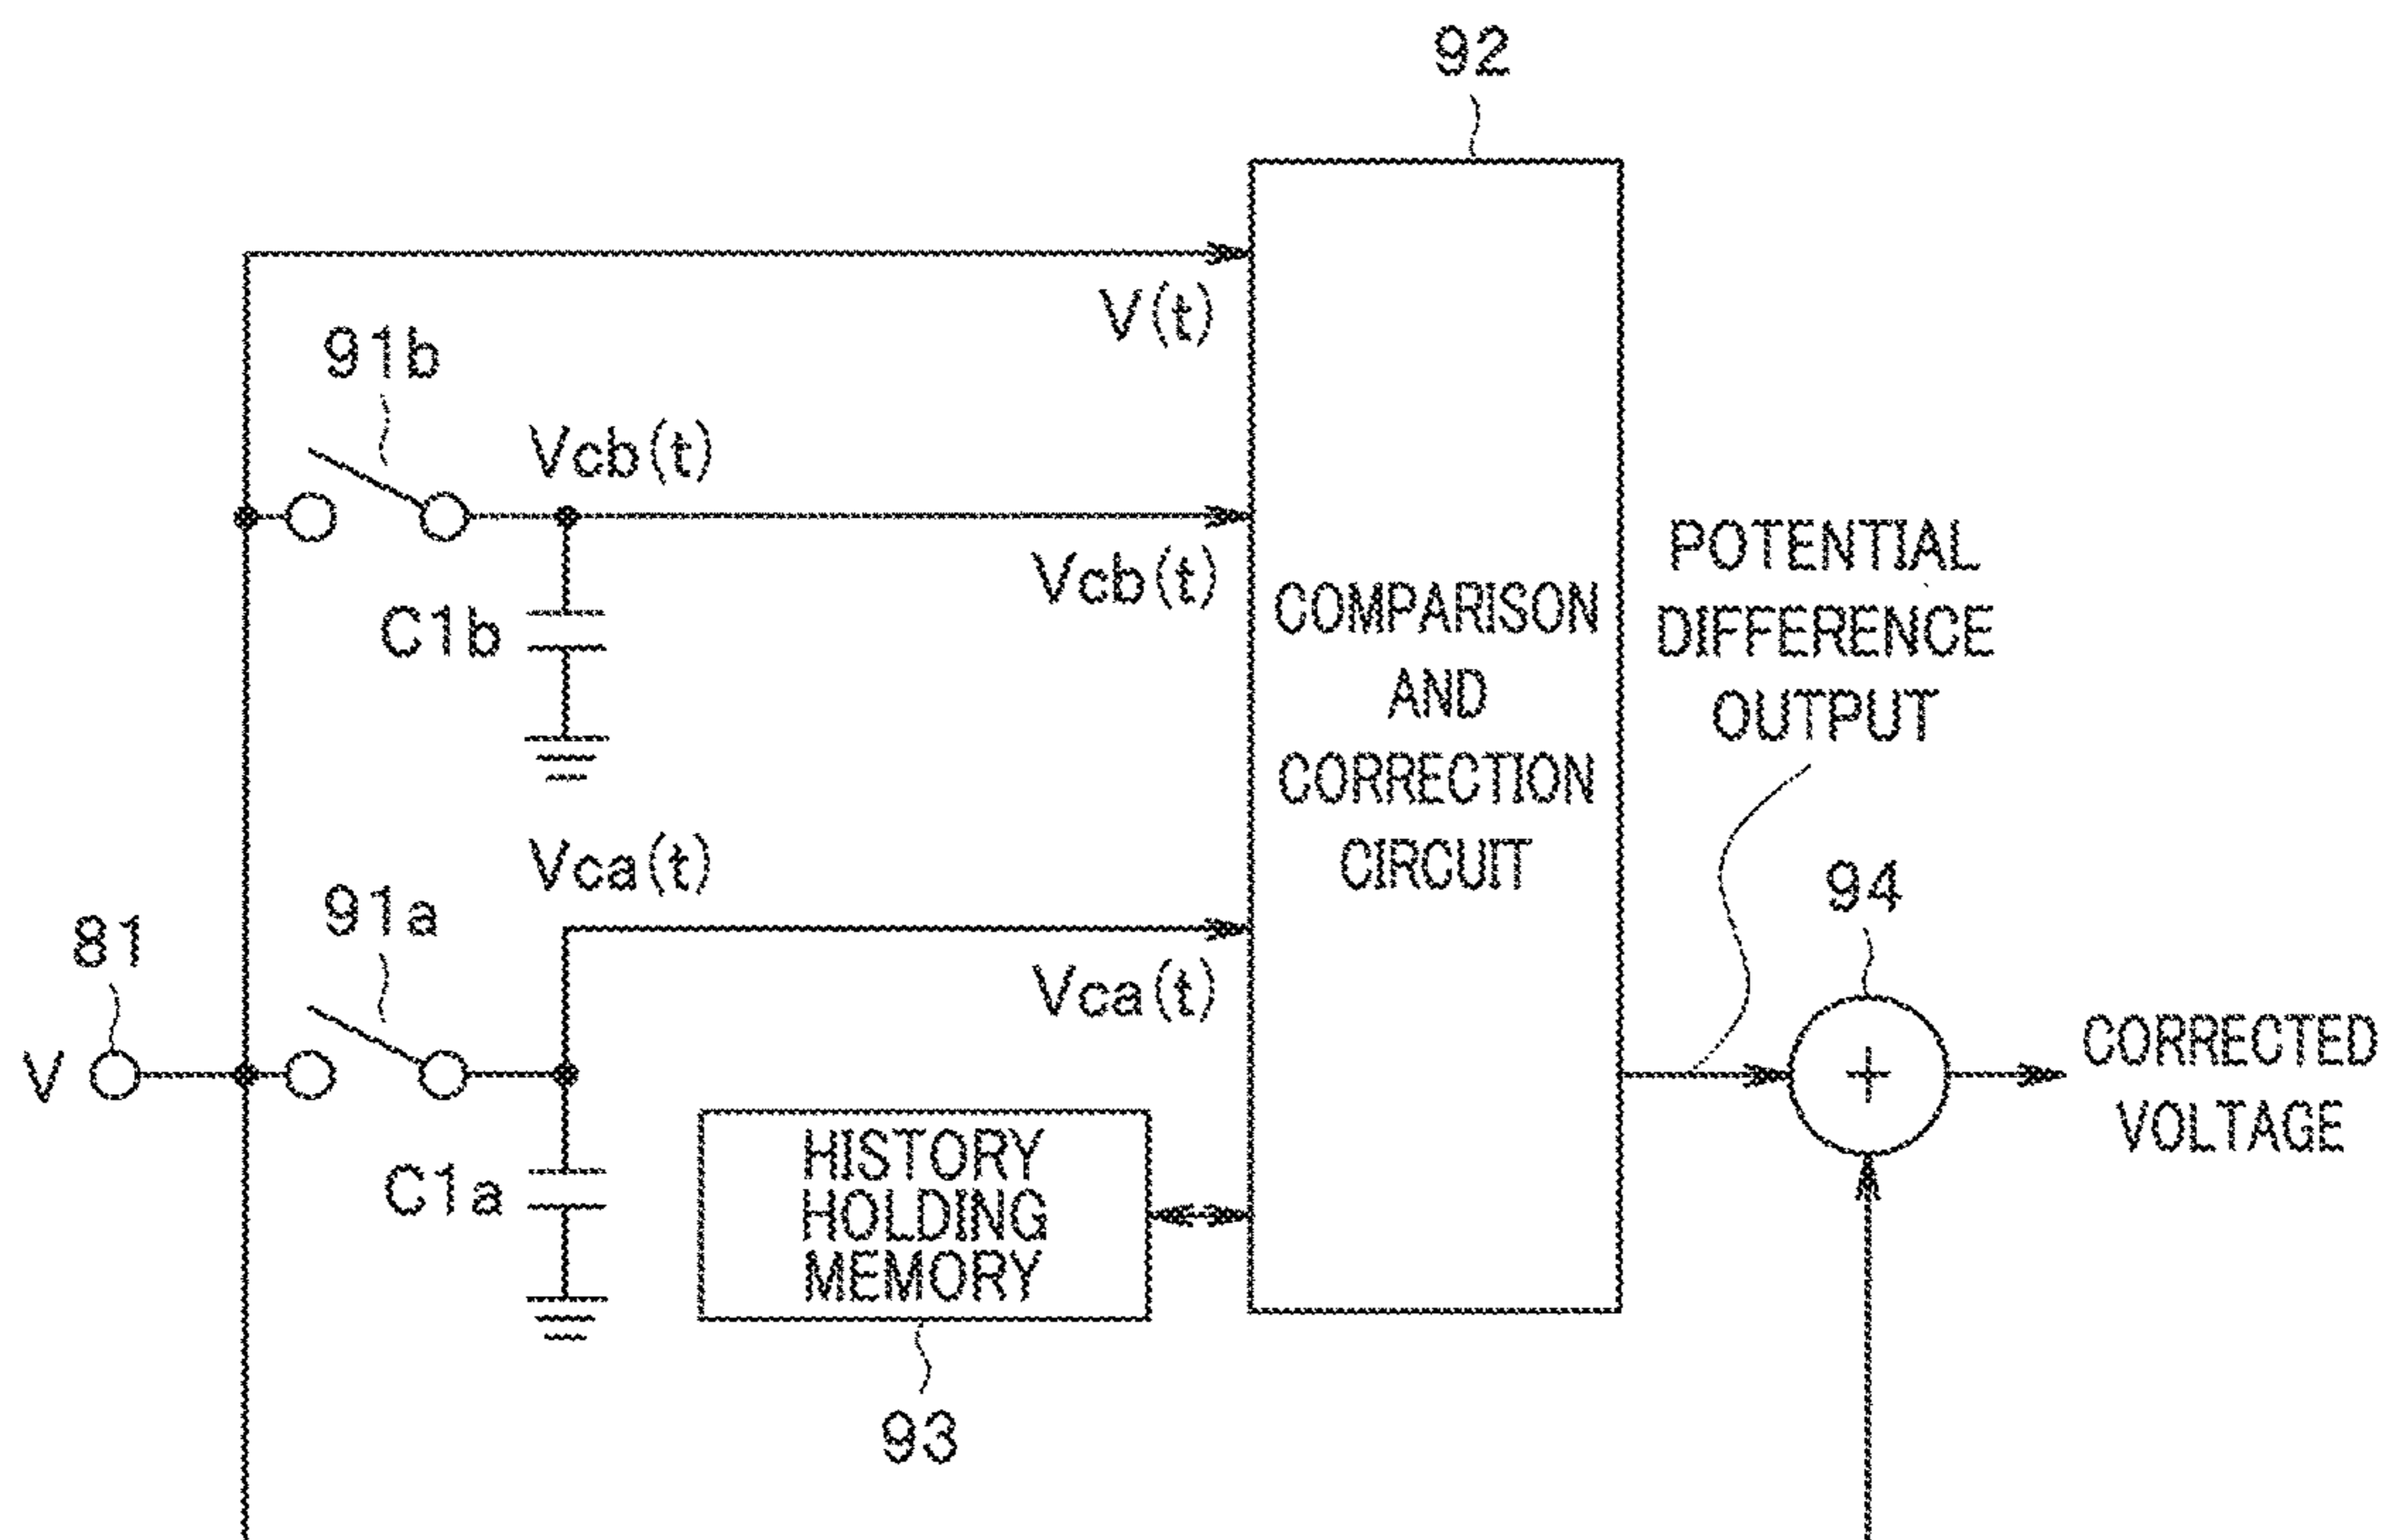 92
V(t)
91b
Vcb(t)
Vcb(t)
C1b
COMPARISON
AND
CORRECTION
CIRCUIT
POTENTIAL
DIFFERENCE
OUTPUT
Vca(t)
91a
81
Vca(t)
94
V
CORRECTED
VOLTAGE
+
C1a
HISTORY
HOLDING
MEMORY
93